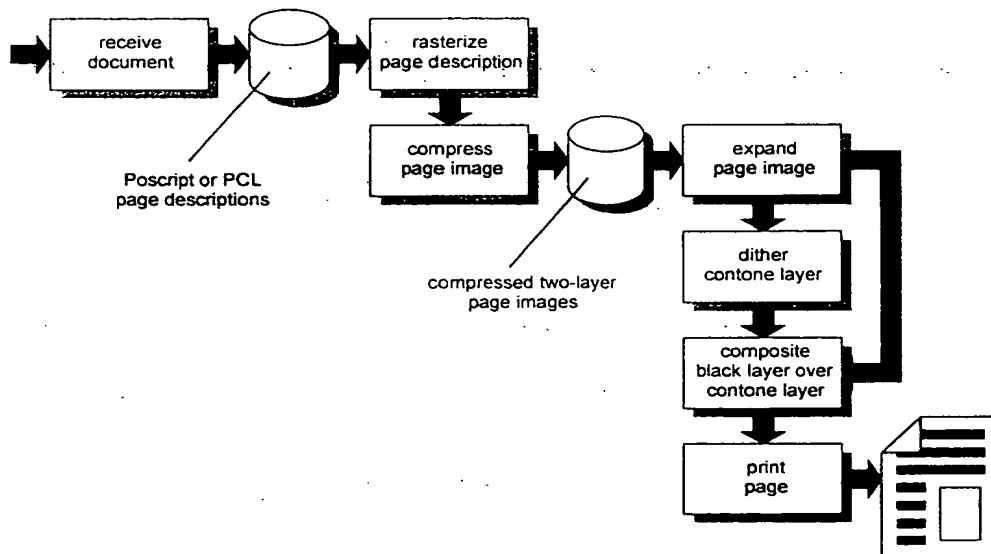 receive
document
rasterize
page description
compress
page image
expand
page image
Poscript or PCL
page descriptions
dither
contone layer
compressed two-layer
page images
composite
black layer over
contone layer
print
page